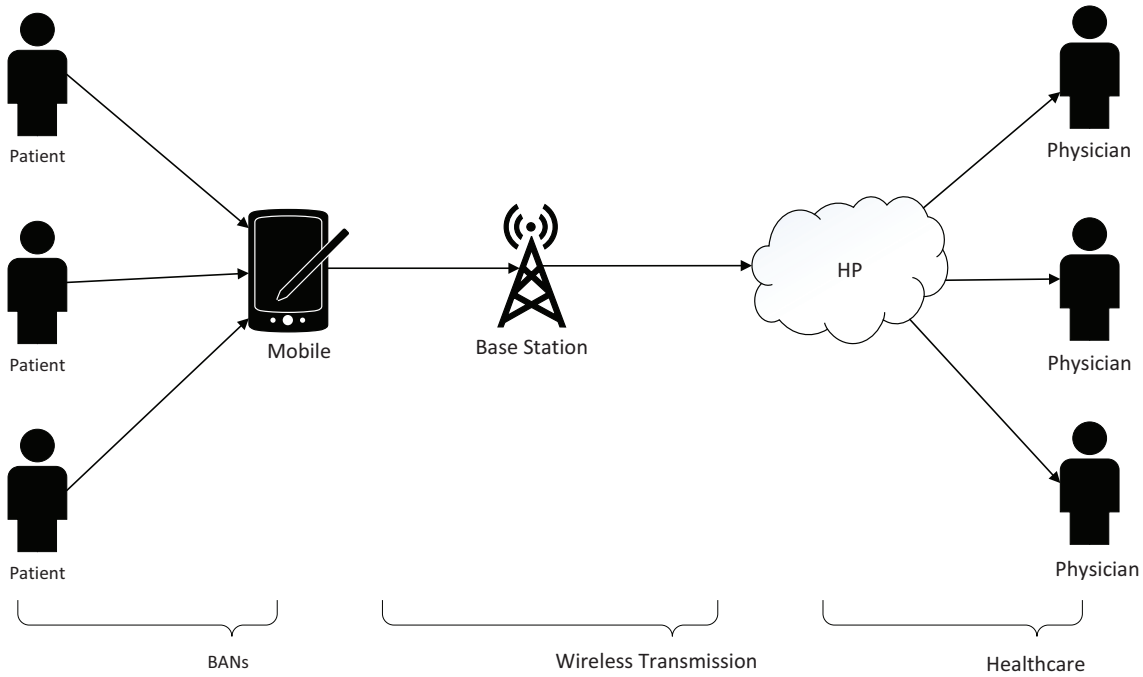 Patient
Physician
HP
Patient
Mobile
Base Station
Physician
Patient
Physician
BANs
Wireless Transmission
Healthcare